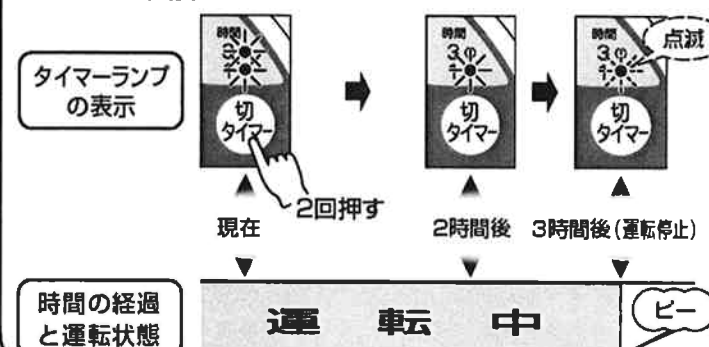 タイマーランプ
の表示
時間
切
タイマー
2回押す
時間
3
切
タイマー
時間
3
切
タイマー
点滅
現在
2時間後
3時間後(運転停止)
時間の経過
と運転状態
運転中
ピー